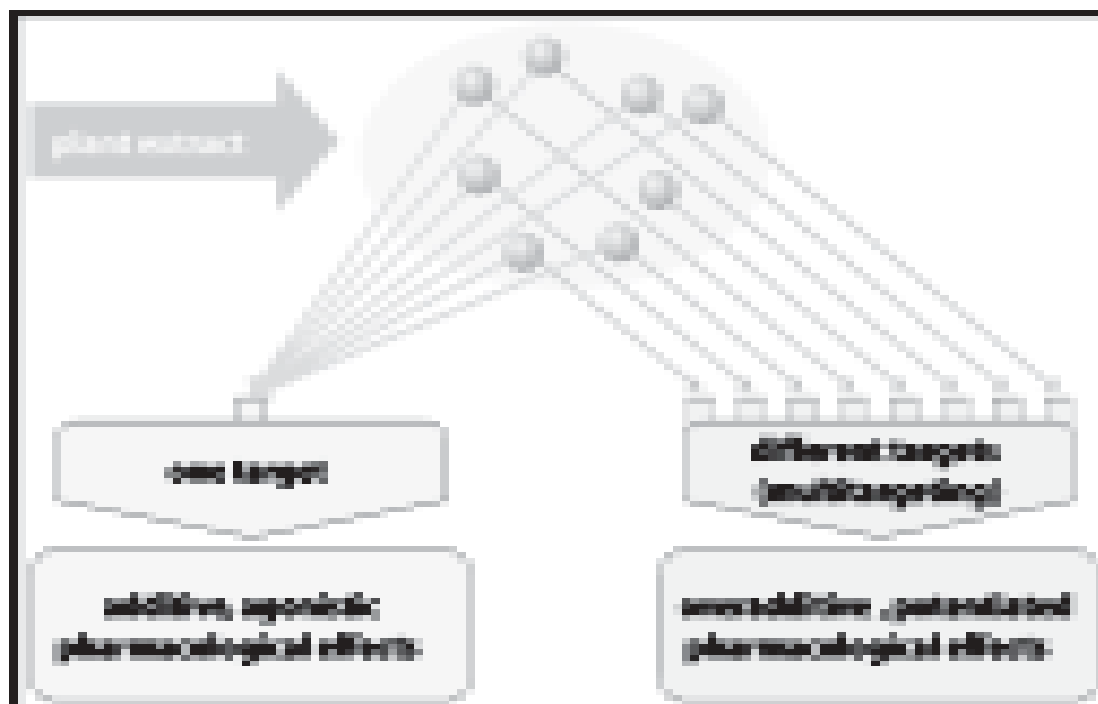 plant extract
one target
different targets
(multitargeting)
additive, agonistic
pharmacological effects
overadditive, potentiated
pharmacological effects